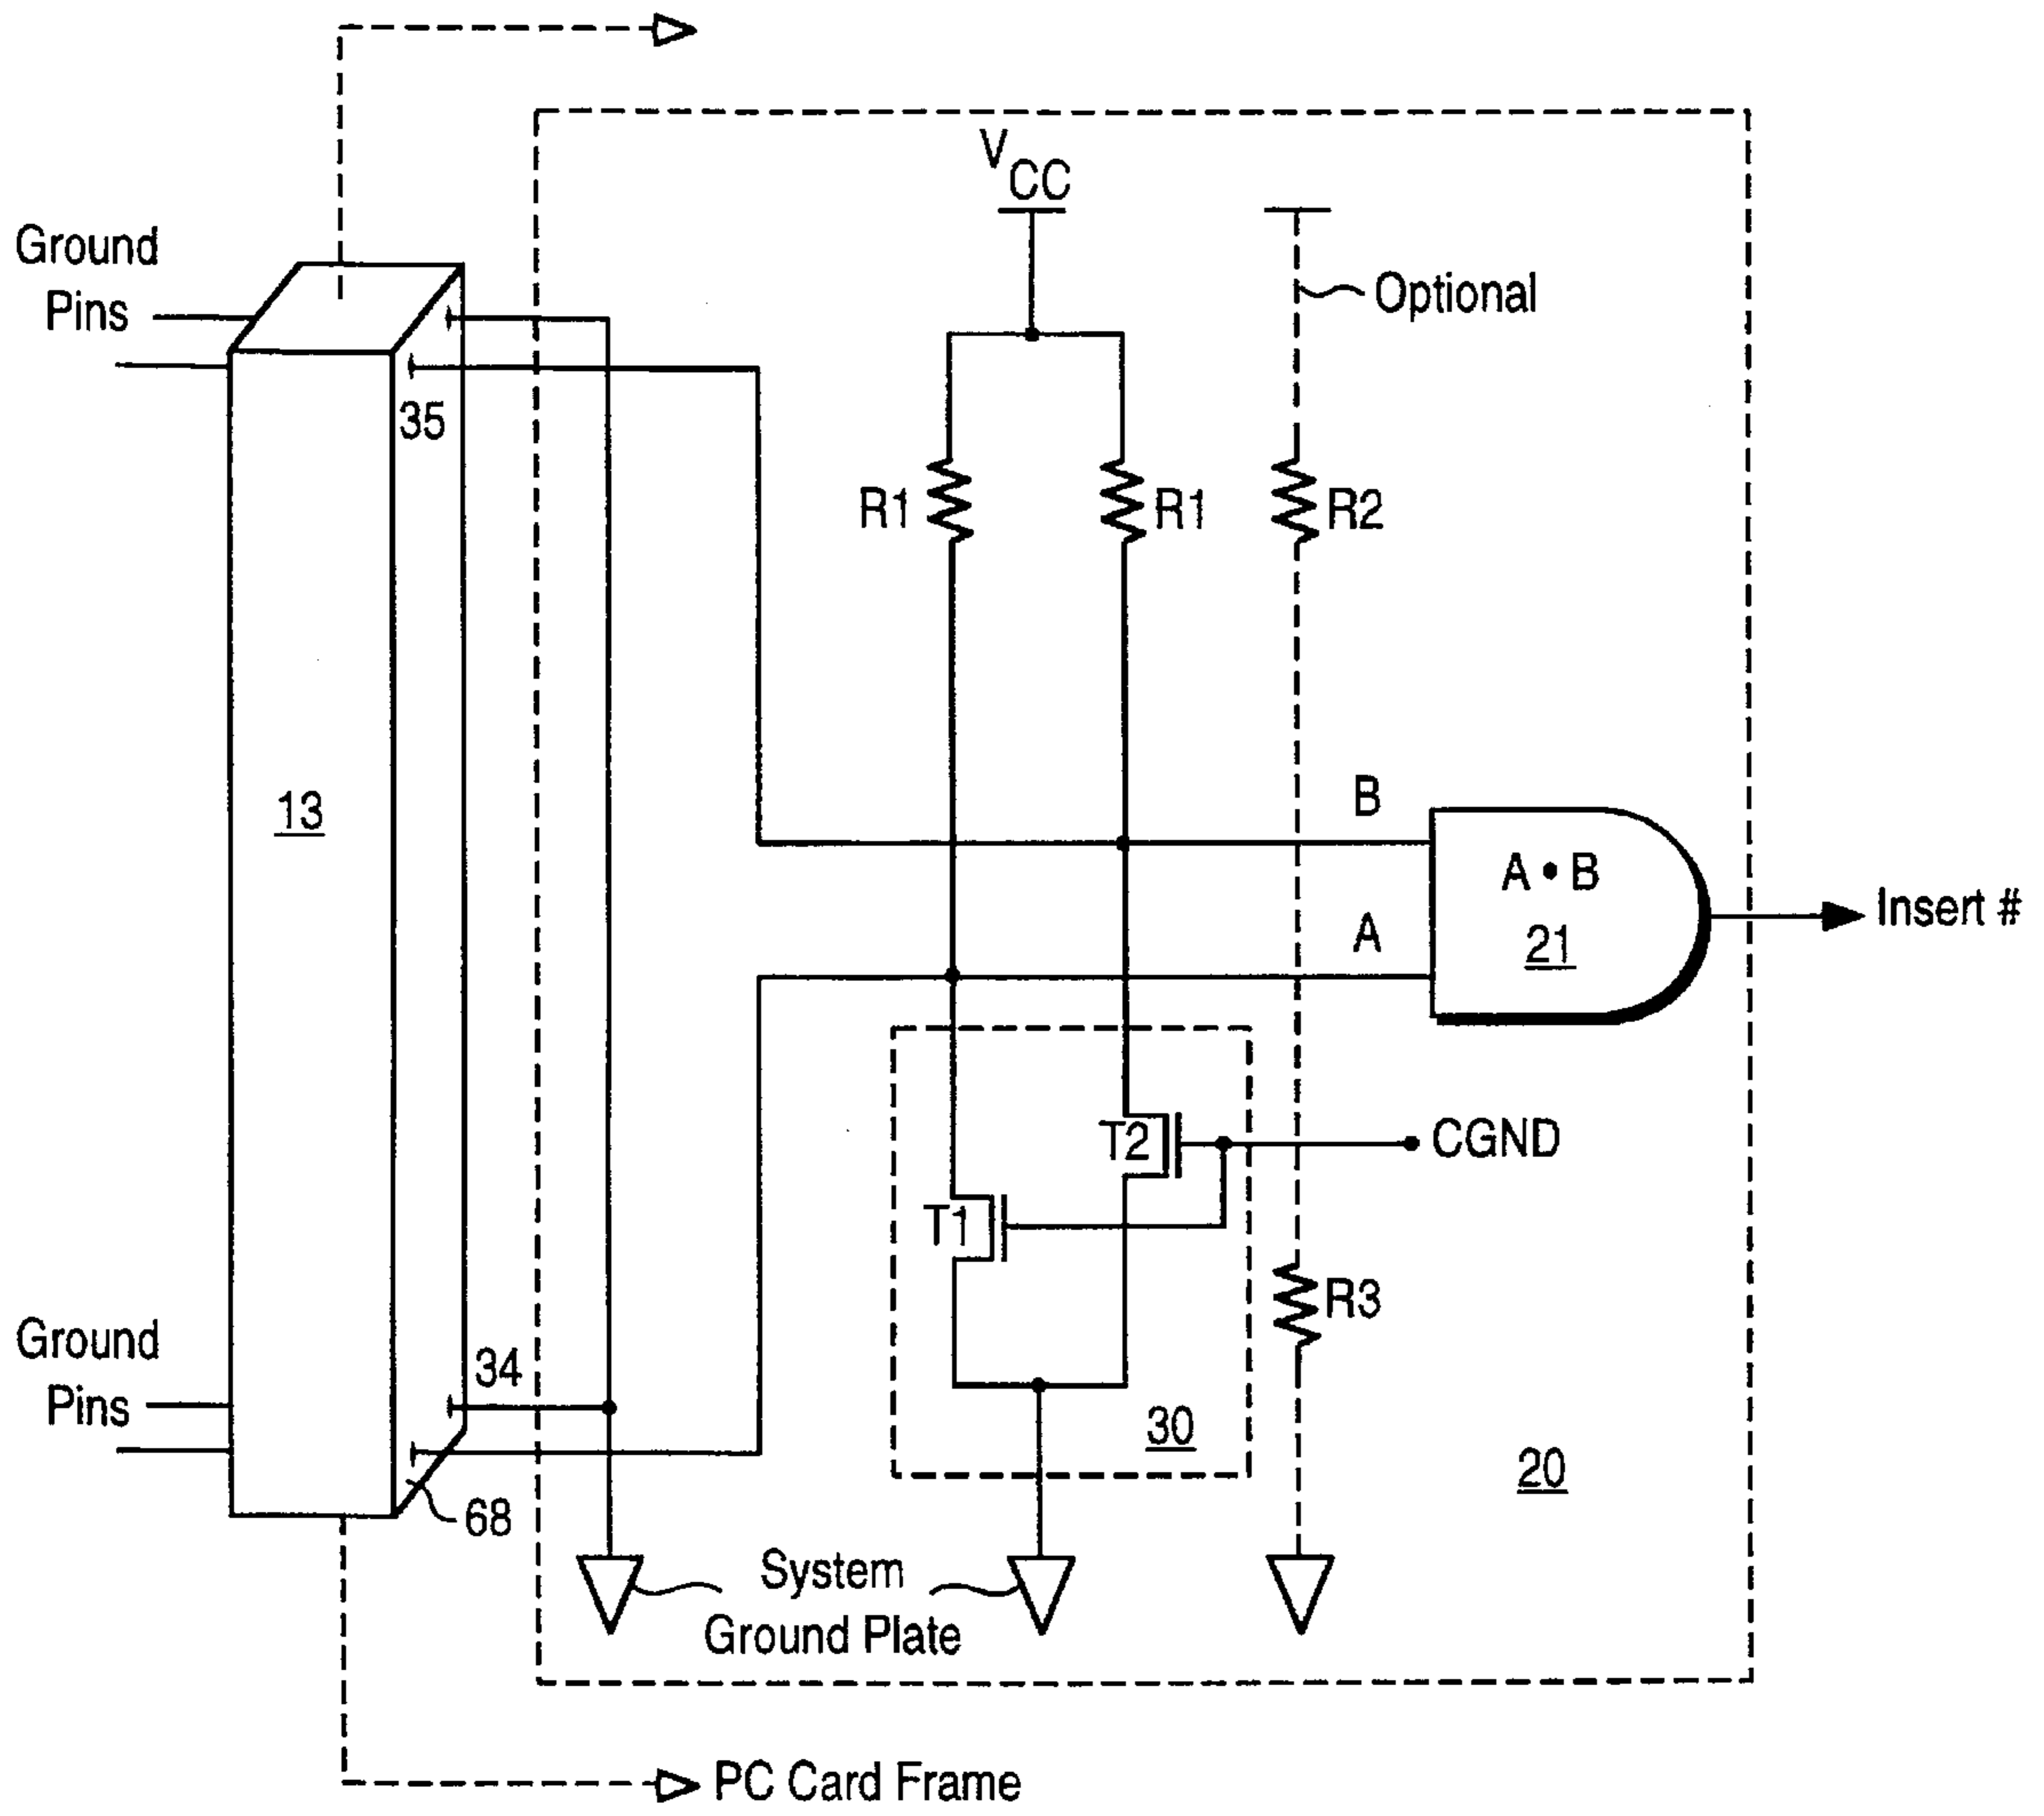 V
CC
Ground
Pins
Optional
35
R1
R1
R2
13
B
A • B
21
A
Insert #
T2
CGND
T1
R3
Ground
Pins
34
30
20
68
System
Ground Plate
PC Card Frame